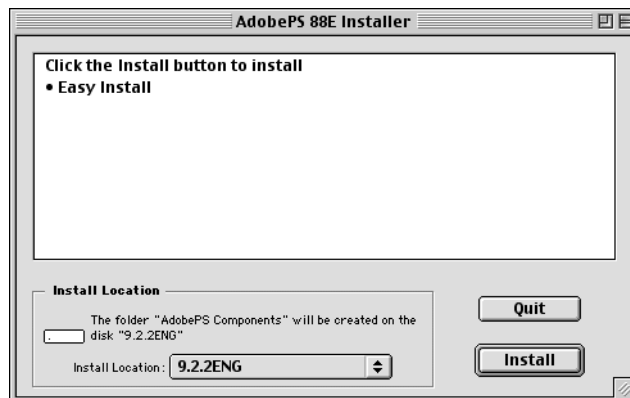 AdobePS 88E Installer
Click the Install button to install
• Easy Install
Install Location
The folder "AdobePS Components" will be created on the
disk "9.2.2ENG"
Install Location: 9.2.2ENG
Quit
Install